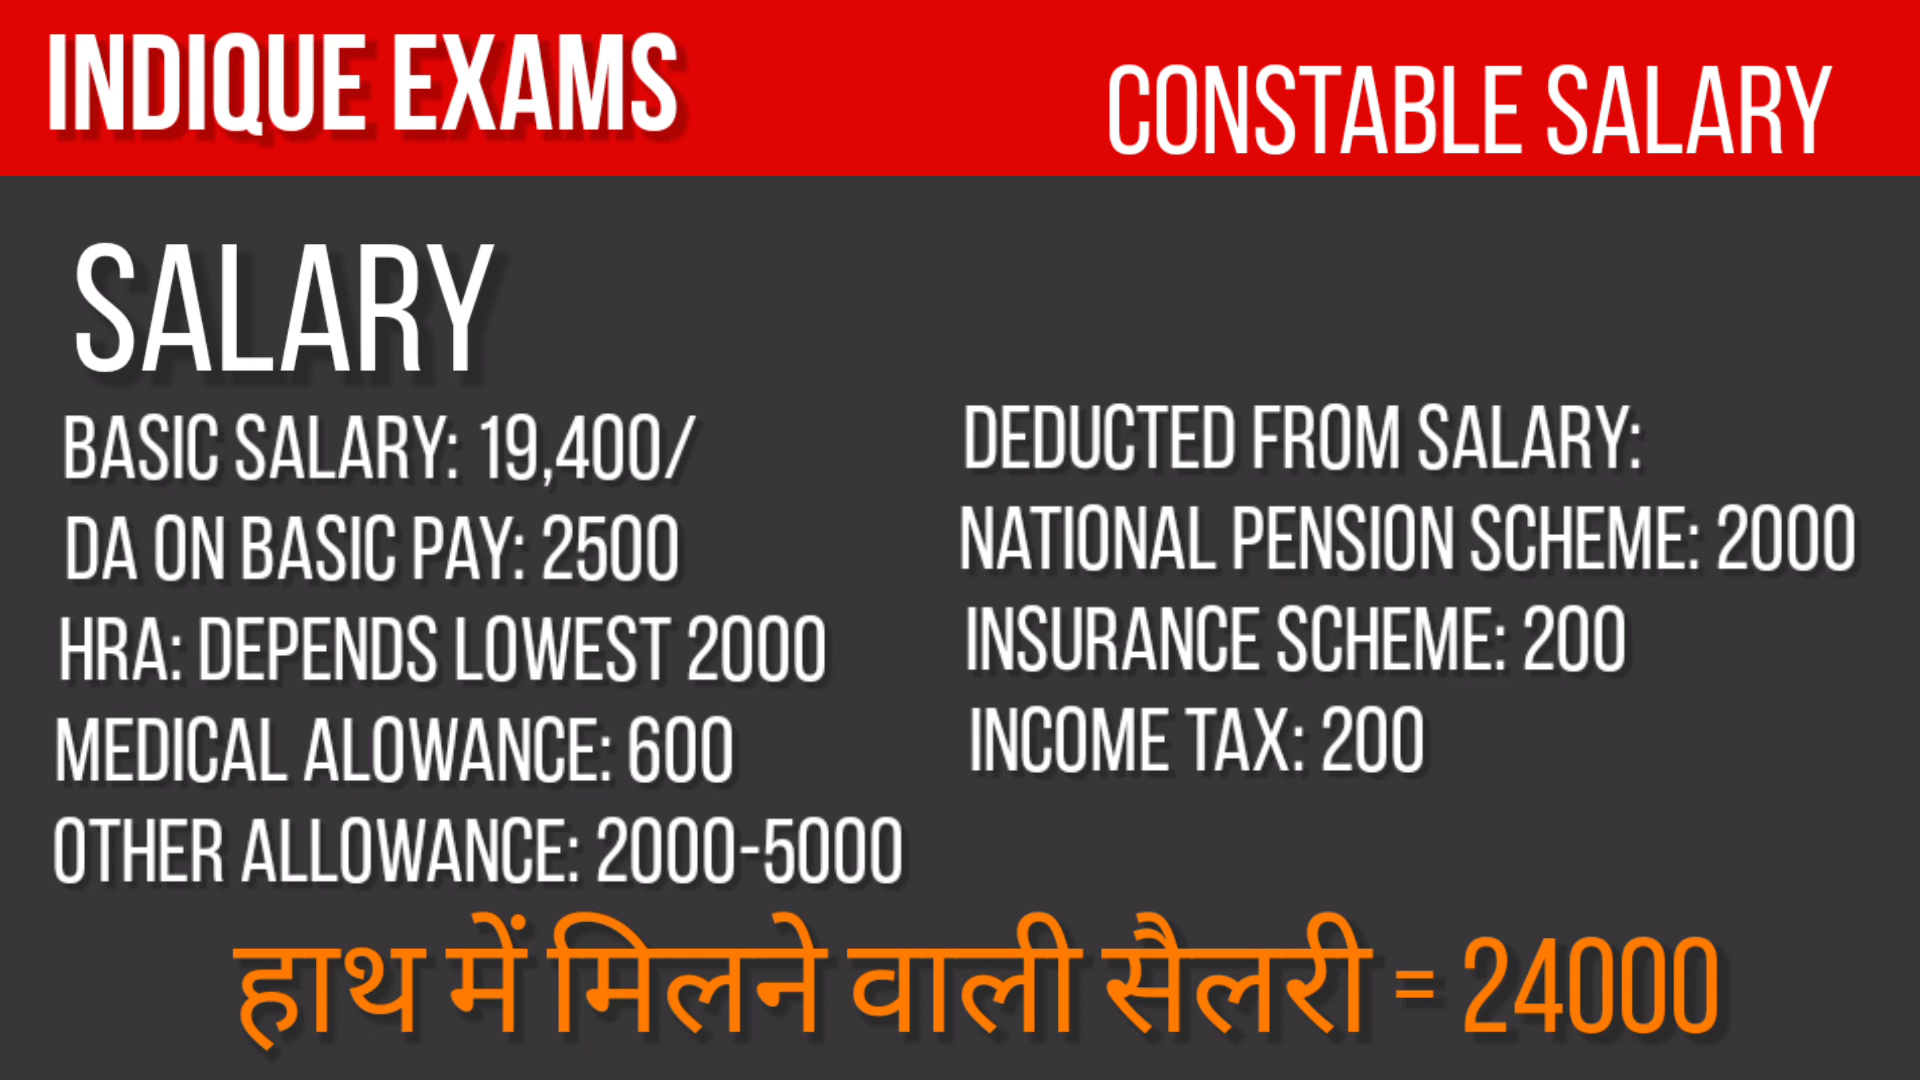 INDIQUE EXAMS
CONSTABLE SALARY
SALARY
BASIC SALARY: 19,400/
DA ON BASIC PAY: 2500
HRA: DEPENDS LOWEST 2000
MEDICAL ALOWANCE: 600
OTHER ALLOWANCE: 2000-5000
DEDUCTED FROM SALARY:
NATIONAL PENSION SCHEME: 2000
INSURANCE SCHEME: 200
INCOME TAX: 200
हाथ में मिलने वाली सैलरी = 24000